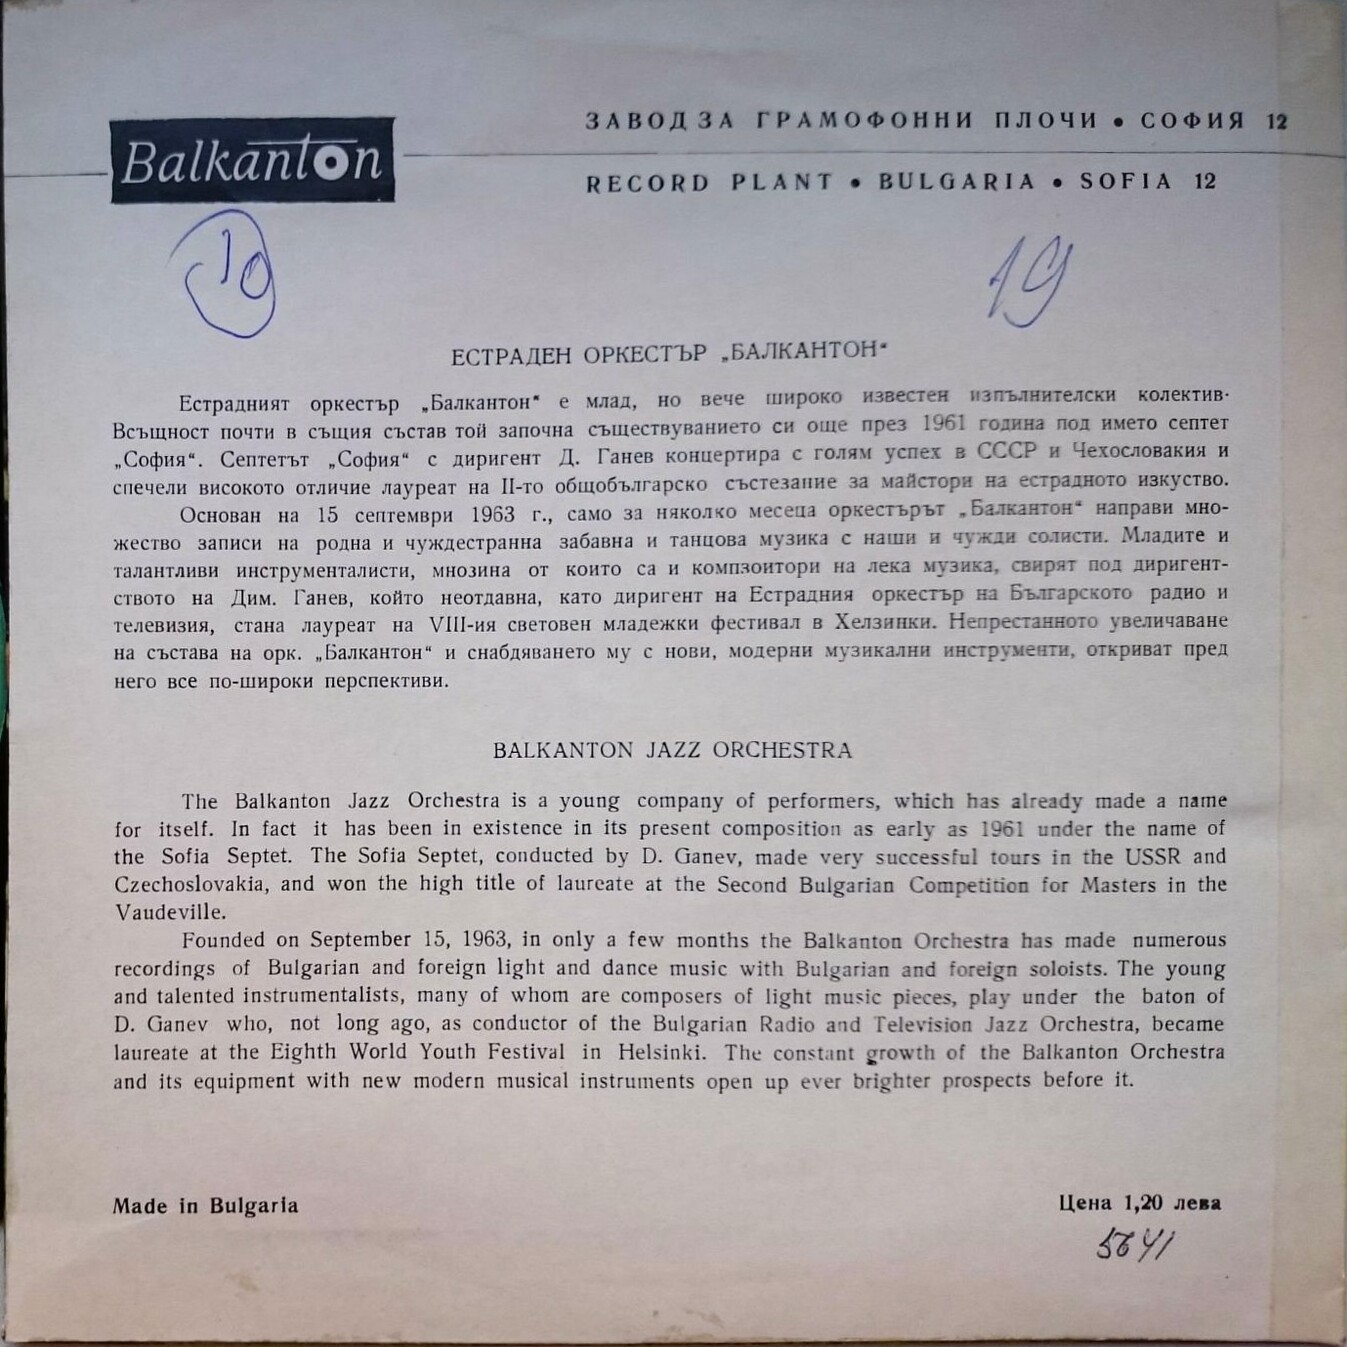 Balkanton
ЗАВОД ЗА ГРАМОФОННИ ПЛОЧИ • СОФИЯ 12
RECORD PLANT • BULGARIA • SOFIA 12
10
19
ЕСТРАДЕН ОРКЕСТЪР „БАЛКАНТОН“
Естрадният оркестър „Балкантон“ е млад, но вече широко известен изпълнителски колектив.
Всъщност почти в същия състав той започна съществуванието си още през 1961 година под името септет
„София“. Септетът „София“ с диригент Д. Ганев концертира с голям успех в СССР и Чехословакия и
спечели високото отличие лауреат на II-то общобългарско състезание за майстори на естрадното изкуство.
Основан на 15 септември 1963 г., само за няколко месеца оркестърът „Балкантон“ направи мно-
жество записи на родна и чуждестранна забавна и танцова музика с наши и чужди солисти. Младите и
талантливи инструменталисти, мнозина от които са и компзоитори на лека музика, свирят под диригент-
ството на Дим. Ганев, който неотдавна, като диригент на Естрадния оркестър на Българското радио и
телевизия, стана лауреат на VIII-ия световен младежки фестивал в Хелзинки. Непрестанното увеличаване
на състава на орк. „Балкантон“ и снабдяването му с нови, модерни музикални инструменти, откриват пред
него все по-широки перспективи.
BALKANTON JAZZ ORCHESTRA
The Balkanton Jazz Orchestra is a young company of performers, which has already made a name
for itself. In fact it has been in existence in its present composition as early as 1961 under the name of
the Sofia Septet. The Sofia Septet, conducted by D. Ganev, made very successful tours in the USSR and
Czechoslovakia, and won the high title of laureate at the Second Bulgarian Competition for Masters in the
Vaudeville.
Founded on September 15, 1963, in only a few months the Balkanton Orchestra has made numerous
recordings of Bulgarian and foreign light and dance music with Bulgarian and foreign soloists. The young
and talented instrumentalists, many of whom are composers of light music pieces, play under the baton of
D. Ganev who, not long ago, as conductor of the Bulgarian Radio and Television Jazz Orchestra, became
laureate at the Eighth World Youth Festival in Helsinki. The constant growth of the Balkanton Orchestra
and its equipment with new modern musical instruments open up ever brighter prospects before it.
Made in Bulgaria
Цена 1,20 лева
5641